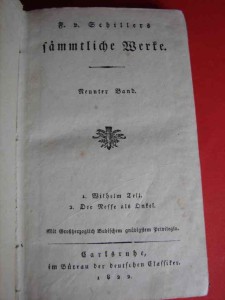 F. v. Schillers
sämmtliche Werke.
Neunter Band.
1. Wilhelm Tell.
2. Der Neffe als Onkel.
Mit Großherzoglich Badischem gnädigstem Privilegio.
Carlsruhe,
im Büreau der deutschen Classiker.